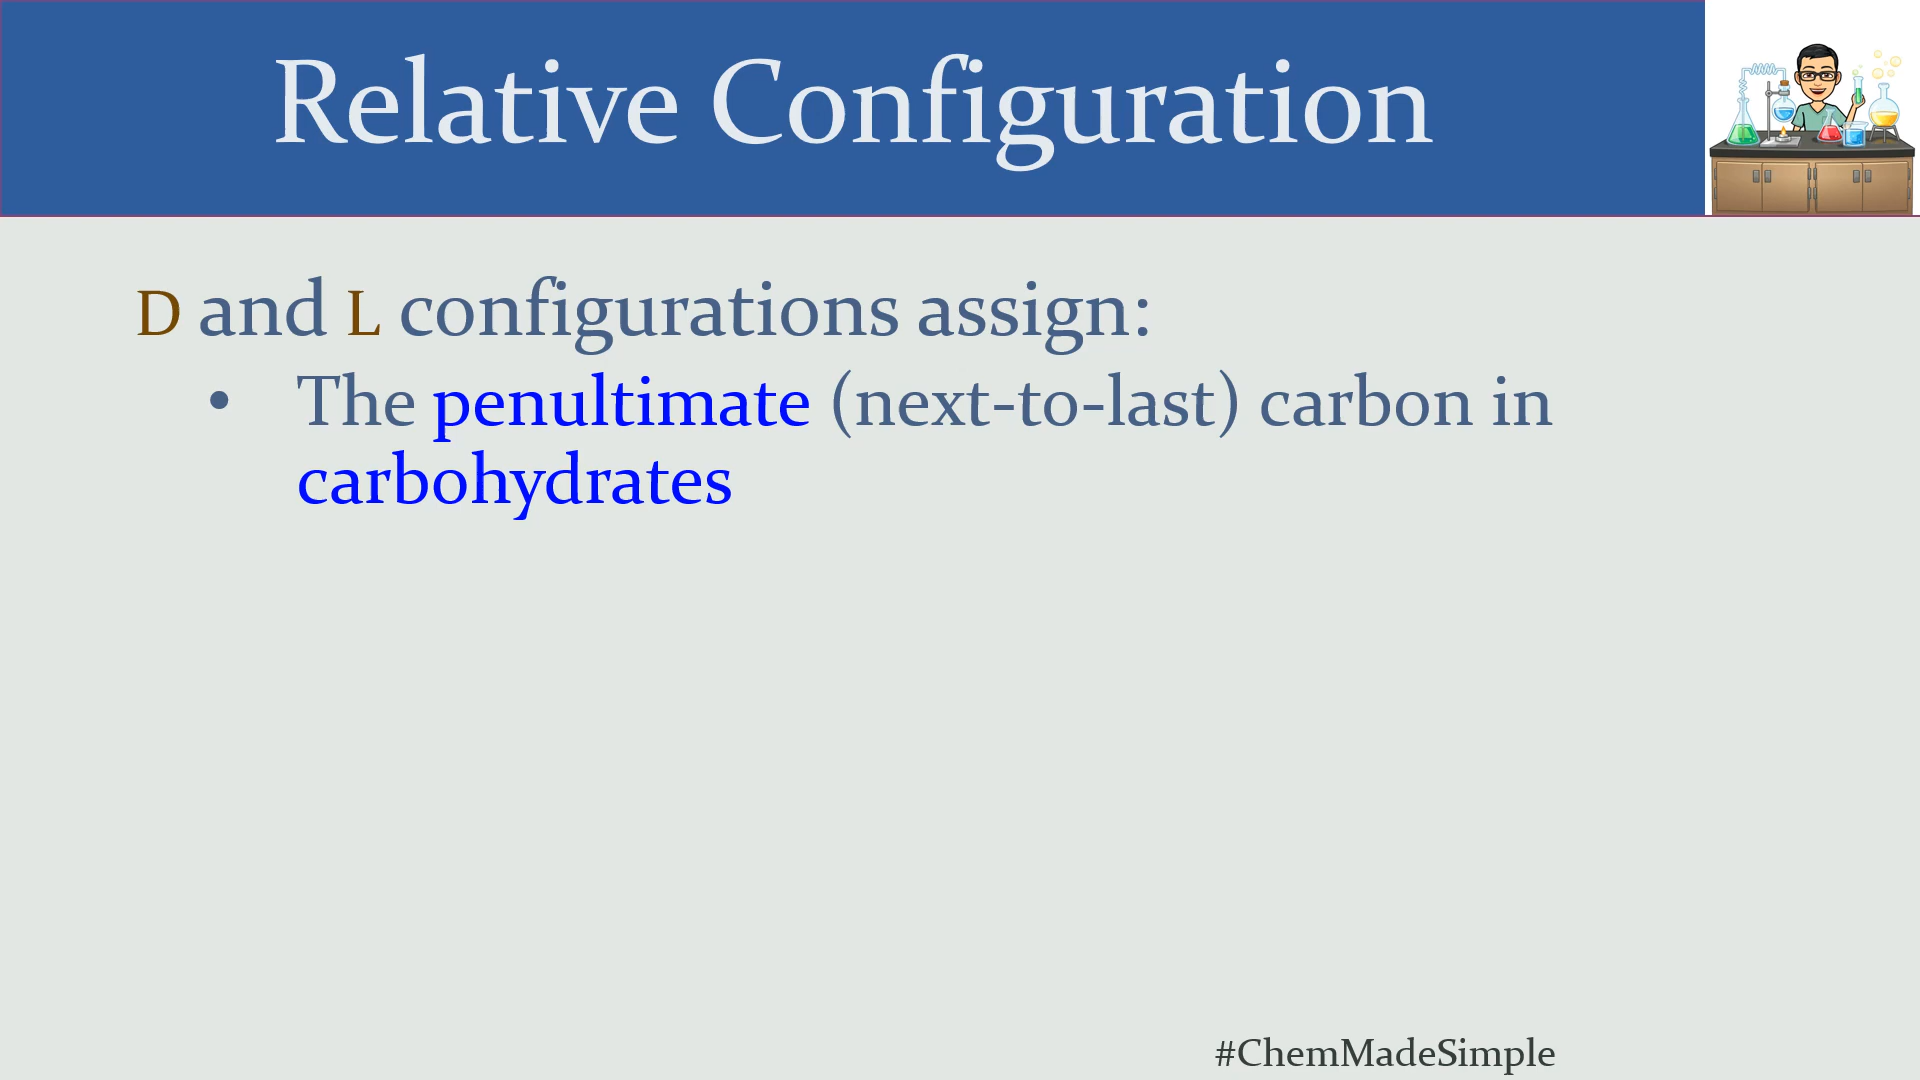 Relative Configuration
D and L configurations assign:
• The penultimate (next-to-last) carbon in
carbohydrates
#ChemMadeSimple